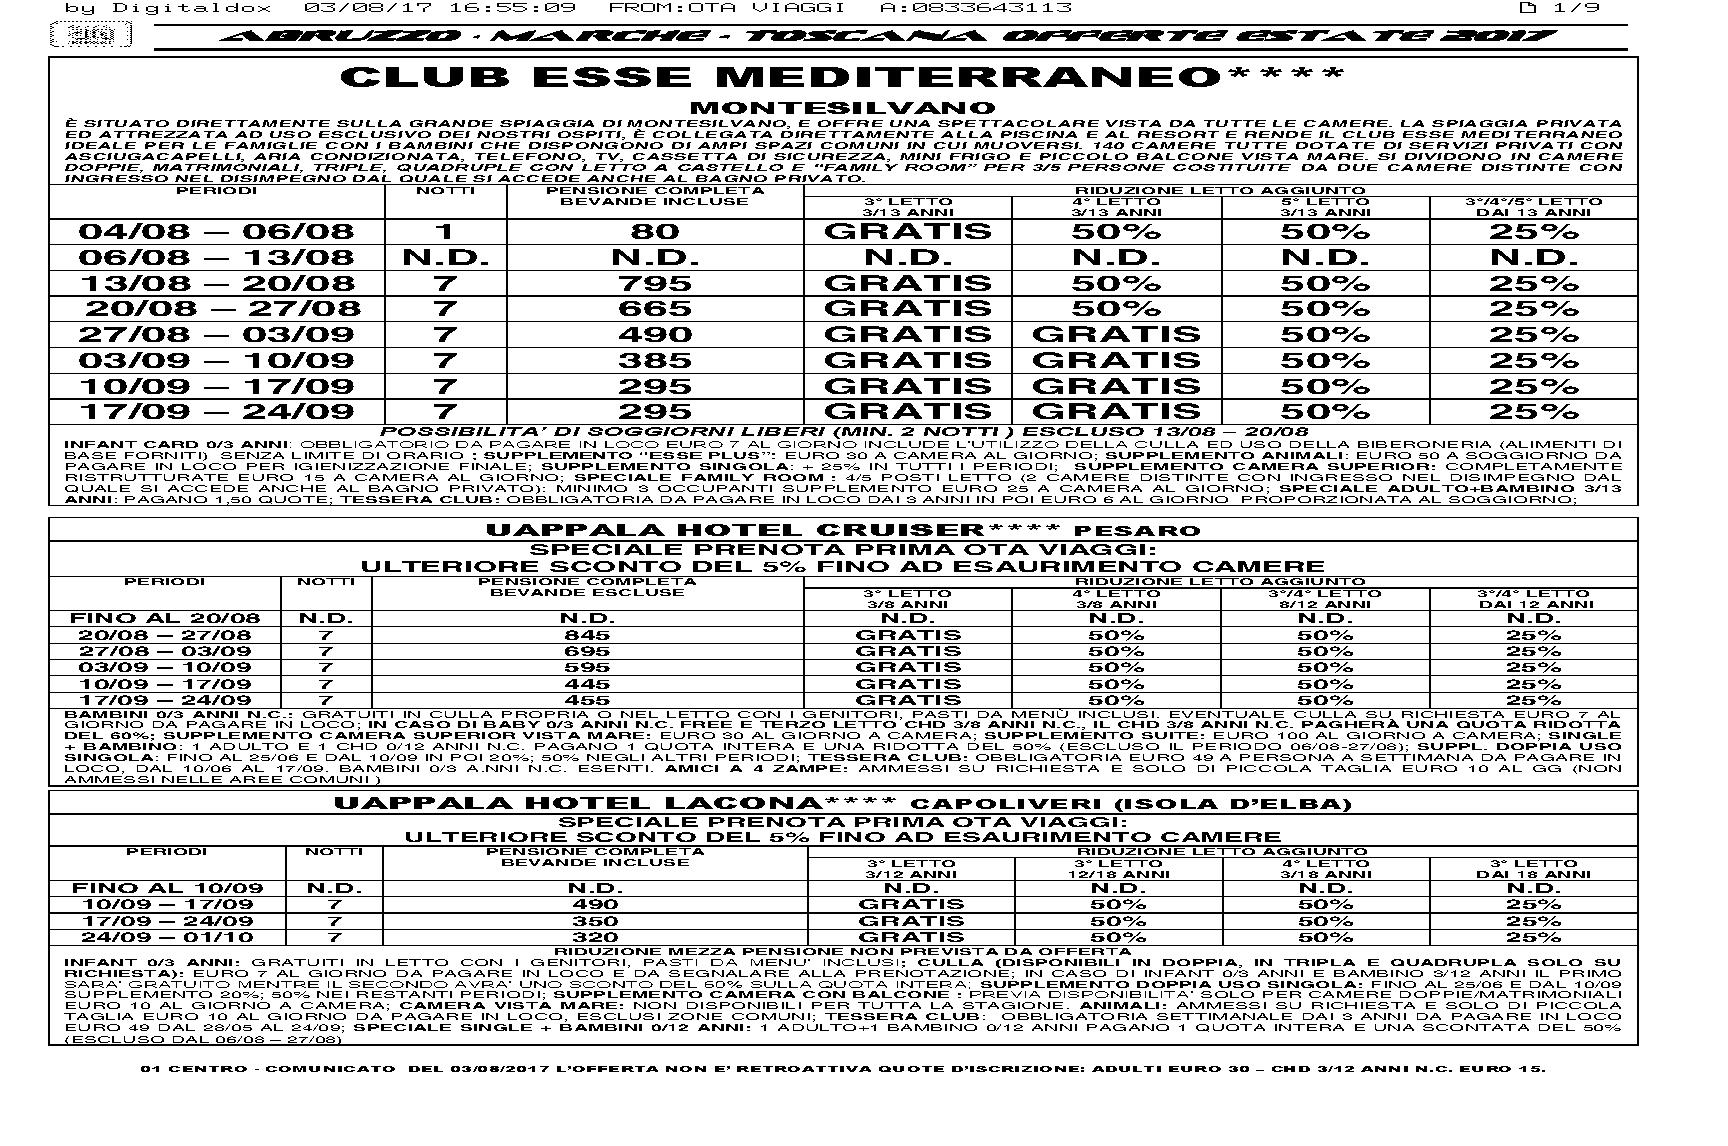 by Digitaldox 03/08/17 16:55:09 FROM:OTA VIAGGI A:0833643113 1/9
ABRUZZO - MARCHE - TOSCANA OFFERTE ESTATE 2017
CLUB ESSE MEDITERRANEO****
MONTESILVANO
È SITUATO DIRETTAMENTE SULLA GRANDE SPIAGGIA DI MONTESILVANO, E OFFRE UNA SPETTACOLARE VISTA DA TUTTE LE CAMERE. LA SPIAGGIA PRIVATA
ED ATTREZZATA AD USO ESCLUSIVO DEI NOSTRI OSPITI, È COLLEGATA DIRETTAMENTE ALLA PISCINA E AL RESORT E RENDE IL CLUB ESSE MEDITERRANEO
IDEALE PER LE FAMIGLIE CON I BAMBINI CHE DISPONGONO DI AMPI SPAZI COMUNI IN CUI MUOVERSI. 140 CAMERE TUTTE DOTATE DI SERVIZI PRIVATI CON
ASCIUGACAPELLI, ARIA CONDIZIONATA, TELEFONO, TV, CASSETTA DI SICUREZZA, MINI FRIGO E PICCOLO BALCONE VISTA MARE. SI DIVIDONO IN CAMERE
DOPPIE, MATRIMONIALI, TRIPLE, QUADRUPLE CON LETTO A CASTELLO E "FAMILY ROOM" PER 3/5 PERSONE COSTITUITE DA DUE CAMERE DISTINTE CON
INGRESSO NEL DISIMPEGNO DAL QUALE SI ACCEDE ANCHE AL BAGNO PRIVATO.
PERIODI NOTTI PENSIONE COMPLETA RIDUZIONE LETTO AGGIUNTO
BEVANDE INCLUSE 3° LETTO 4° LETTO 5° LETTO 3°/4°/5° LETTO
3/13 ANNI 3/13 ANNI 3/13 ANNI DAI 13 ANNI
04/08 – 06/08 1 80 GRATIS 50% 50% 25%
06/08 – 13/08 N.D. N.D. N.D. N.D. N.D. N.D.
13/08 – 20/08 7 795 GRATIS 50% 50% 25%
20/08 – 27/08 7 665 GRATIS 50% 50% 25%
27/08 – 03/09 7 490 GRATIS GRATIS 50% 25%
03/09 – 10/09 7 385 GRATIS GRATIS 50% 25%
10/09 – 17/09 7 295 GRATIS GRATIS 50% 25%
17/09 – 24/09 7 295 GRATIS GRATIS 50% 25%
POSSIBILITA' DI SOGGIORNI LIBERI (MIN. 2 NOTTI ) ESCLUSO 13/08 – 20/08
INFANT CARD 0/3 ANNI: OBBLIGATORIO DA PAGARE IN LOCO EURO 7 AL GIORNO INCLUDE L'UTILIZZO DELLA CULLA ED USO DELLA BIBERONERIA (ALIMENTI DI
BASE FORNITI) SENZA LIMITE DI ORARIO ; SUPPLEMENTO "ESSE PLUS": EURO 30 A CAMERA AL GIORNO; SUPPLEMENTO ANIMALI: EURO 50 A SOGGIORNO DA
PAGARE IN LOCO PER IGIENIZZAZIONE FINALE; SUPPLEMENTO SINGOLA: + 25% IN TUTTI I PERIODI; SUPPLEMENTO CAMERA SUPERIOR: COMPLETAMENTE
RISTRUTTURATE EURO 15 A CAMERA AL GIORNO; SPECIALE FAMILY ROOM : 4/5 POSTI LETTO (2 CAMERE DISTINTE CON INGRESSO NEL DISIMPEGNO DAL
QUALE SI ACCEDE ANCHE AL BAGNO PRIVATO): MINIMO 3 OCCUPANTI SUPPLEMENTO EURO 25 A CAMERA AL GIORNO; SPECIALE ADULTO+BAMBINO 3/13
ANNI: PAGANO 1,50 QUOTE; TESSERA CLUB: OBBLIGATORIA DA PAGARE IN LOCO DAI 3 ANNI IN POI EURO 6 AL GIORNO PROPORZIONATA AL SOGGIORNO;
UAPPALA HOTEL CRUISER**** PESARO
SPECIALE PRENOTA PRIMA OTA VIAGGI:
ULTERIORE SCONTO DEL 5% FINO AD ESAURIMENTO CAMERE
PERIODI NOTTI PENSIONE COMPLETA RIDUZIONE LETTO AGGIUNTO
BEVANDE ESCLUSE 3° LETTO 4° LETTO 3°/4° LETTO 3°/4° LETTO
3/8 ANNI 3/8 ANNI 8/12 ANNI DAI 12 ANNI
FINO AL 20/08 N.D. N.D. N.D. N.D. N.D. N.D.
20/08 – 27/08 7 845 GRATIS 50% 50% 25%
27/08 – 03/09 7 695 GRATIS 50% 50% 25%
03/09 – 10/09 7 595 GRATIS 50% 50% 25%
10/09 – 17/09 7 445 GRATIS 50% 50% 25%
17/09 – 24/09 7 455 GRATIS 50% 50% 25%
BAMBINI 0/3 ANNI N.C.: GRATUITI IN CULLA PROPRIA O NEL LETTO CON I GENITORI, PASTI DA MENÙ INCLUSI. EVENTUALE CULLA SU RICHIESTA EURO 7 AL
GIORNO DA PAGARE IN LOCO; IN CASO DI BABY 0/3 ANNI N.C. FREE E TERZO LETTO CHD 3/8 ANNI N.C., IL CHD 3/8 ANNI N.C. PAGHERÀ UNA QUOTA RIDOTTA
DEL 60%; SUPPLEMENTO CAMERA SUPERIOR VISTA MARE: EURO 30 AL GIORNO A CAMERA; SUPPLEMENTO SUITE: EURO 100 AL GIORNO A CAMERA; SINGLE
+ BAMBINO: 1 ADULTO E 1 CHD 0/12 ANNI N.C. PAGANO 1 QUOTA INTERA E UNA RIDOTTA DEL 50% (ESCLUSO IL PERIODO 06/08-27/08); SUPPL. DOPPIA USO
SINGOLA: FINO AL 25/06 E DAL 10/09 IN POI 20%; 50% NEGLI ALTRI PERIODI; TESSERA CLUB: OBBLIGATORIA EURO 49 A PERSONA A SETTIMANA DA PAGARE IN
LOCO, DAL 10/06 AL 17/09. BAMBINI 0/3 A.NNI N.C. ESENTI. AMICI A 4 ZAMPE: AMMESSI SU RICHIESTA E SOLO DI PICCOLA TAGLIA EURO 10 AL GG (NON
AMMESSI NELLE AREE COMUNI )
UAPPALA HOTEL LACONA**** CAPOLIVERI (ISOLA D'ELBA)
SPECIALE PRENOTA PRIMA OTA VIAGGI:
ULTERIORE SCONTO DEL 5% FINO AD ESAURIMENTO CAMERE
PERIODI NOTTI PENSIONE COMPLETA RIDUZIONE LETTO AGGIUNTO
BEVANDE INCLUSE 3° LETTO 3° LETTO 4° LETTO 3° LETTO
3/12 ANNI 12/18 ANNI 3/18 ANNI DAI 18 ANNI
FINO AL 10/09 N.D. N.D. N.D. N.D. N.D. N.D.
10/09 – 17/09 7 490 GRATIS 50% 50% 25%
17/09 – 24/09 7 350 GRATIS 50% 50% 25%
24/09 – 01/10 7 320 GRATIS 50% 50% 25%
RIDUZIONE MEZZA PENSIONE NON PREVISTA DA OFFERTA
INFANT 0/3 ANNI: GRATUITI IN LETTO CON I GENITORI, PASTI DA MENU' INCLUSI; CULLA (DISPONIBILI IN DOPPIA, IN TRIPLA E QUADRUPLA SOLO SU
RICHIESTA): EURO 7 AL GIORNO DA PAGARE IN LOCO E DA SEGNALARE ALLA PRENOTAZIONE; IN CASO DI INFANT 0/3 ANNI E BAMBINO 3/12 ANNI IL PRIMO
SARA' GRATUITO MENTRE IL SECONDO AVRA' UNO SCONTO DEL 60% SULLA QUOTA INTERA; SUPPLEMENTO DOPPIA USO SINGOLA: FINO AL 25/06 E DAL 10/09
SUPPLEMENTO 20%; 50% NEI RESTANTI PERIODI; SUPPLEMENTO CAMERA CON BALCONE : PREVIA DISPONIBILITA' SOLO PER CAMERE DOPPIE/MATRIMONIALI
EURO 10 AL GIORNO A CAMERA; CAMERA VISTA MARE: NON DISPONIBILI PER TUTTA LA STAGIONE. ANIMALI: AMMESSI SU RICHIESTA E SOLO DI PICCOLA
TAGLIA EURO 10 AL GIORNO DA PAGARE IN LOCO, ESCLUSI ZONE COMUNI; TESSERA CLUB: OBBLIGATORIA SETTIMANALE DAI 3 ANNI DA PAGARE IN LOCO
EURO 49 DAL 28/05 AL 24/09; SPECIALE SINGLE + BAMBINI 0/12 ANNI: 1 ADULTO+1 BAMBINO 0/12 ANNI PAGANO 1 QUOTA INTERA E UNA SCONTATA DEL 50%
(ESCLUSO DAL 06/08 – 27/08)
01 CENTRO - COMUNICATO DEL 03/08/2017 L'OFFERTA NON E' RETROATTIVA QUOTE D'ISCRIZIONE: ADULTI EURO 30 – CHD 3/12 ANNI N.C. EURO 15.